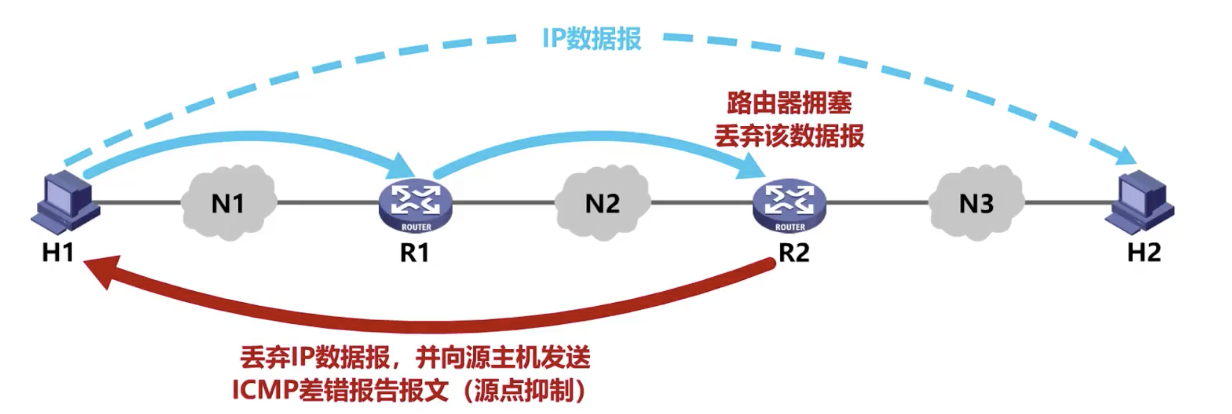 IP数据报
路由器拥塞
丢弃该数据报
N1
N2
N3
ROUTER
ROUTER
H1
R1
R2
H2
丢弃IP数据报，并向源主机发送
ICMP差错报告报文（源点抑制）